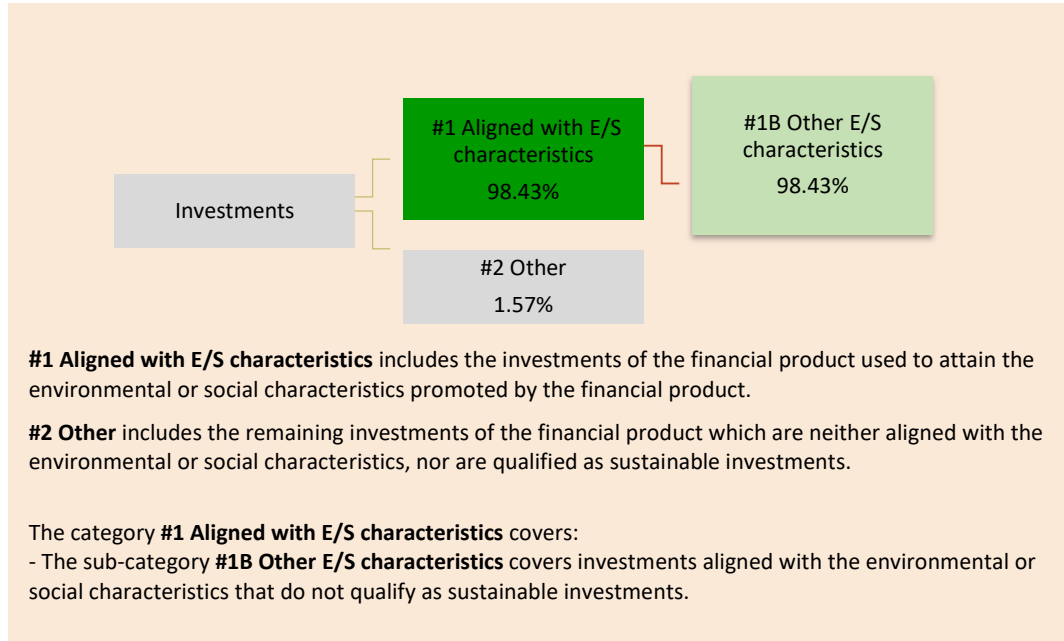 #1 Aligned with E/S
characteristics
98.43%
#1B Other E/S
characteristics
98.43%
Investments
#2 Other
1.57%
#1 Aligned with E/S characteristics includes the investments of the financial product used to attain the
environmental or social characteristics promoted by the financial product.
#2 Other includes the remaining investments of the financial product which are neither aligned with the
environmental or social characteristics, nor are qualified as sustainable investments.
The category #1 Aligned with E/S characteristics covers:
- The sub-category #1B Other E/S characteristics covers investments aligned with the environmental or
social characteristics that do not qualify as sustainable investments.